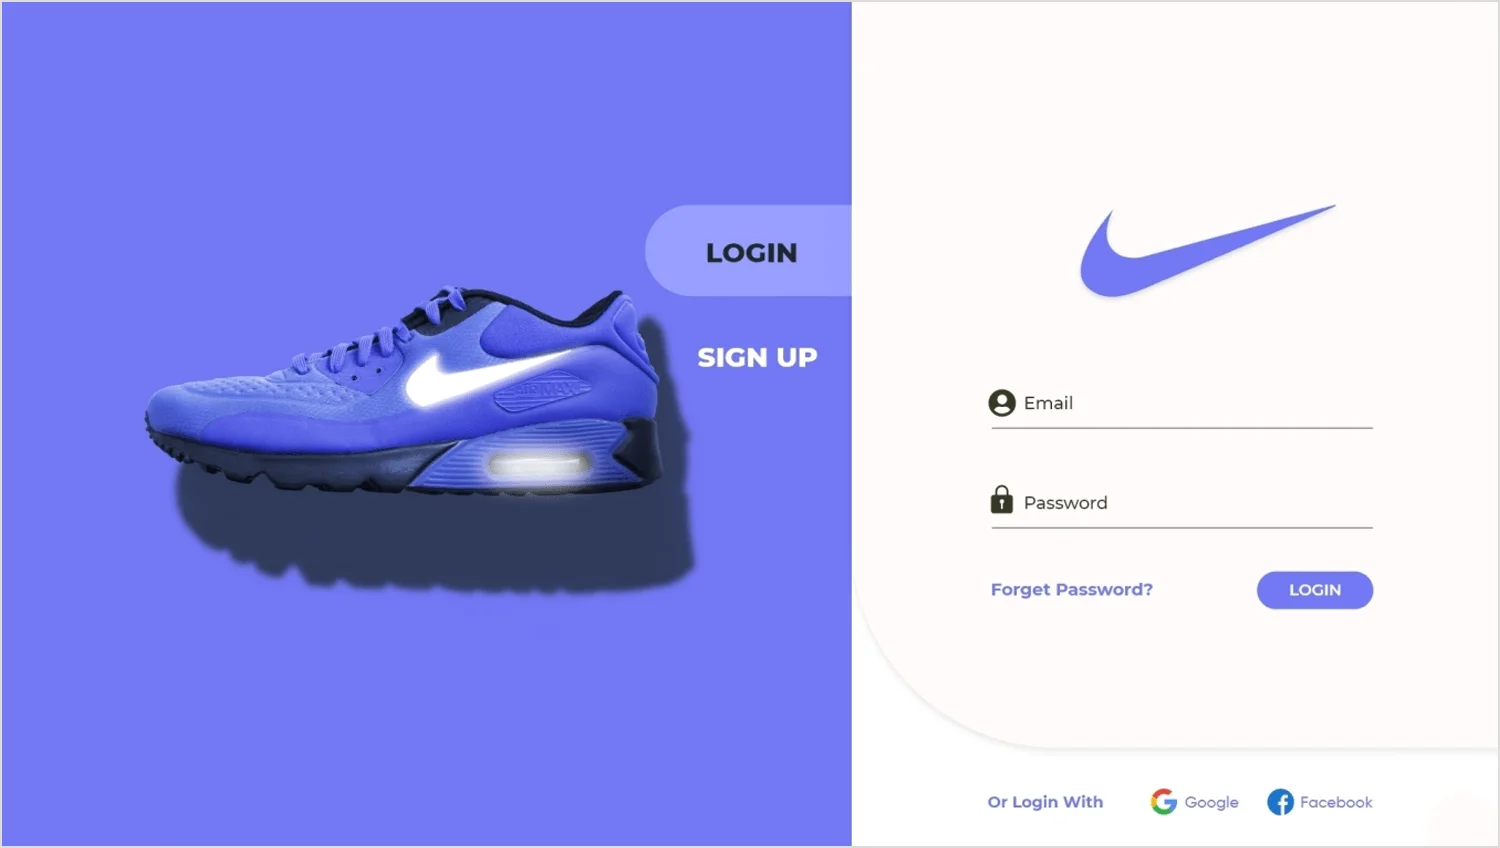 LOGIN
SIGN UP
AIR MAX
Email
Password
Forget Password?
LOGIN
Or Login With
Google
Facebook